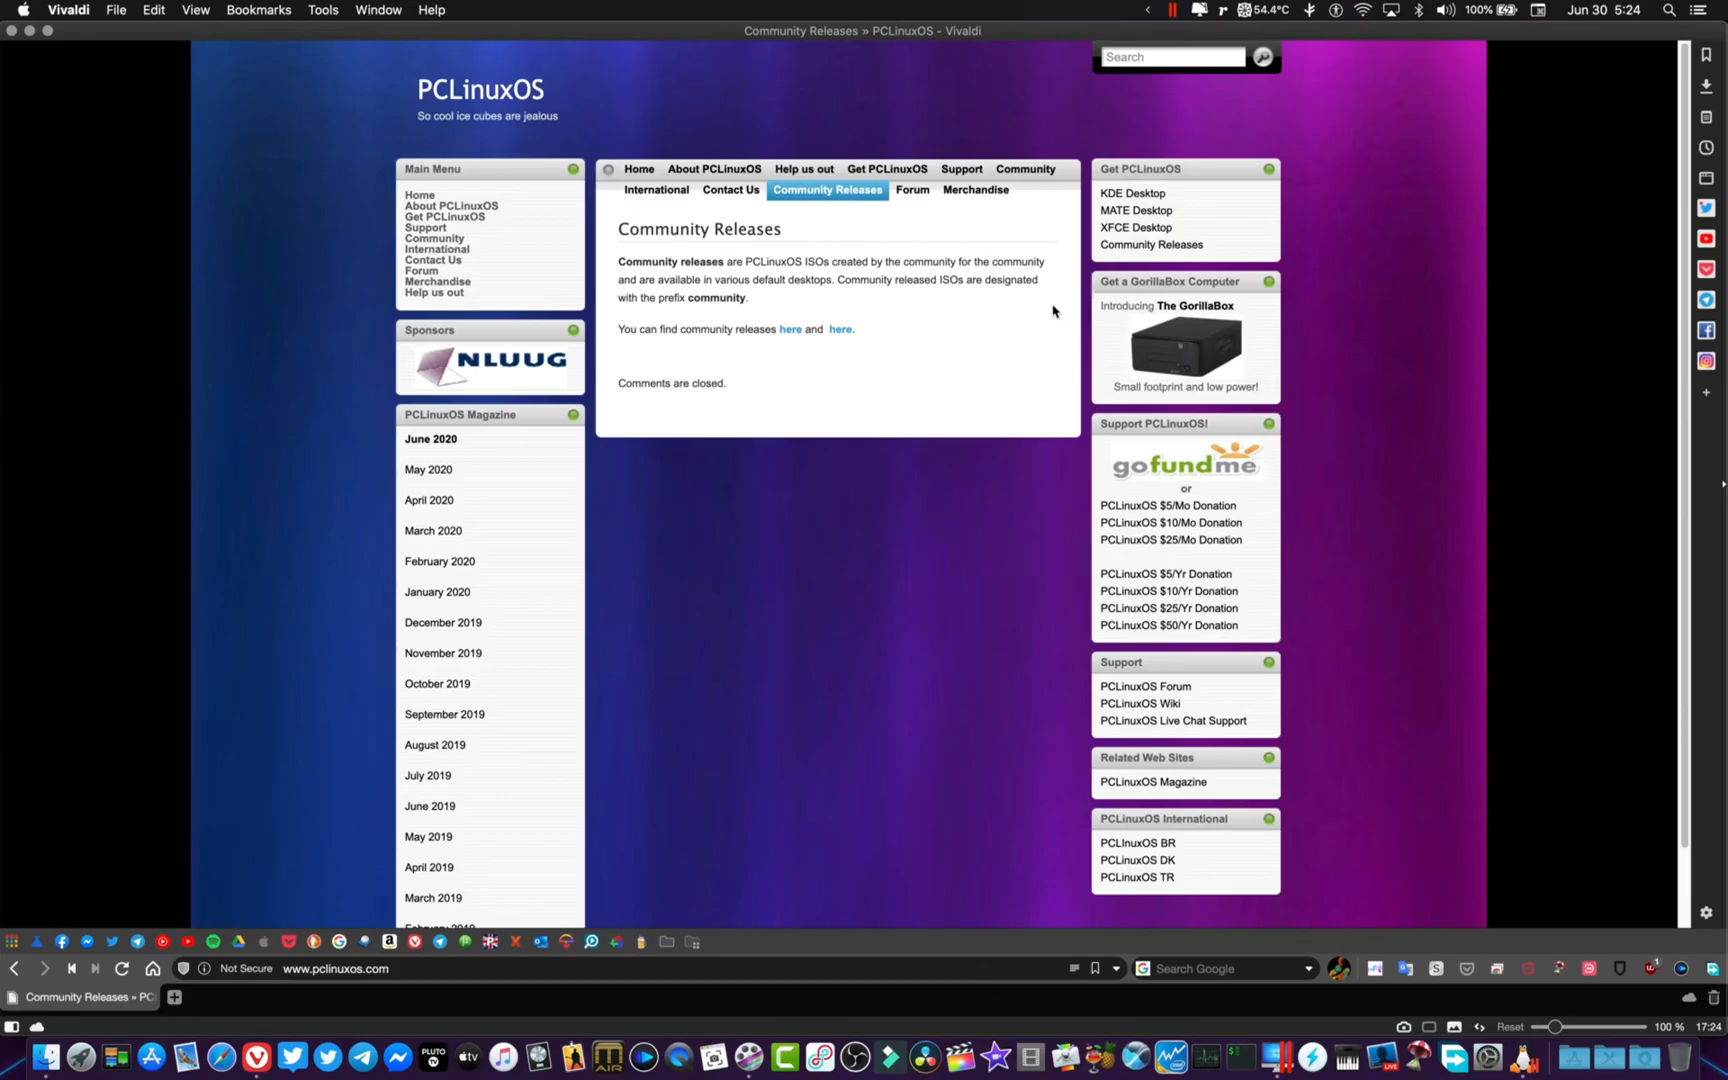 Vivaldi File Edit View Bookmarks Tools Window Help
54.4°C 100% Jun 30 5:24
Community Releases » PCLinuxOS - Vivaldi
Search
PCLinuxOS
So cool ice cubes are jealous
Main Menu
Home
About PCLinuxOS
Get PCLinuxOS
Support
Community
International
Contact Us
Forum
Merchandise
Help us out
Sponsors
NLUUG
PCLinuxOS Magazine
June 2020
May 2020
April 2020
March 2020
February 2020
January 2020
December 2019
November 2019
October 2019
September 2019
August 2019
July 2019
June 2019
May 2019
April 2019
March 2019
February 2019
Home About PCLinuxOS Help us out Get PCLinuxOS Support Community
International Contact Us Community Releases Forum Merchandise
Community Releases
Community releases are PCLinuxOS ISOs created by the community for the community
and are available in various default desktops. Community released ISOs are designated
with the prefix community.
You can find community releases here and here.
Comments are closed.
Get PCLinuxOS
KDE Desktop
MATE Desktop
XFCE Desktop
Community Releases
Get a GorillaBox Computer
Introducing The GorillaBox
Small footprint and low power!
Support PCLinuxOS!
gofundme
or
PCLinuxOS $5/Mo Donation
PCLinuxOS $10/Mo Donation
PCLinuxOS $25/Mo Donation
PCLinuxOS $5/Yr Donation
PCLinuxOS $10/Yr Donation
PCLinuxOS $25/Yr Donation
PCLinuxOS $50/Yr Donation
Support
PCLinuxOS Forum
PCLinuxOS Wiki
PCLinuxOS Live Chat Support
Related Web Sites
PCLinuxOS Magazine
PCLinuxOS International
PCLInuxOS BR
PCLinuxOS DK
PCLinuxOS TR
Not Secure www.pclinuxos.com
Search Google
Community Releases » PC
Reset 100 % 17:24
PLUTO TV
tv
AIR
LIVE